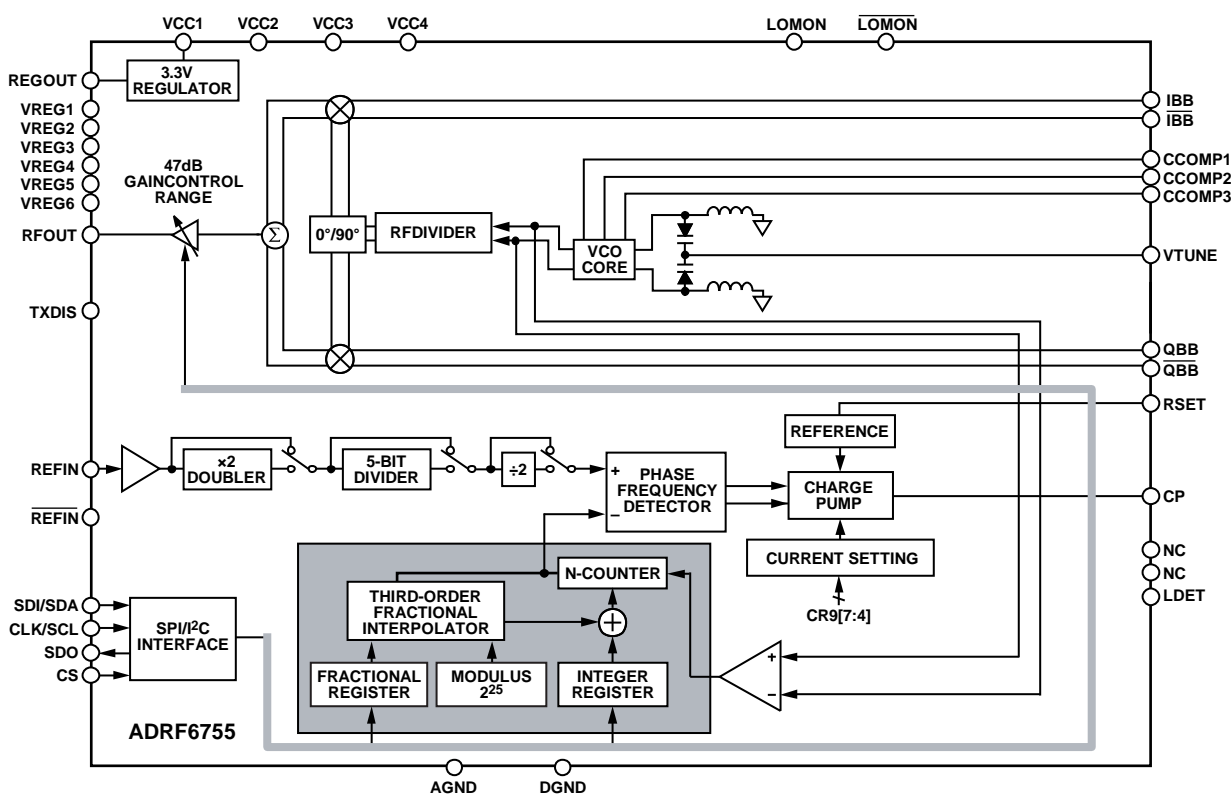 VCC1
VCC2
VCC3
VCC4
LOMON
LOMON
REGOUT
3.3V
REGULATOR
VREG1
VREG2
VREG3
VREG4
VREG5
VREG6
47dB
GAINCONTROL
RANGE
IBB
IBB
CCOMP1
CCOMP2
CCOMP3
RFOUT
Σ
0°/90°
RFDIVIDER
VCO
CORE
VTUNE
TXDIS
QBB
QBB
RSET
REFERENCE
REFIN
×2
DOUBLER
5-BIT
DIVIDER
÷2
+
−
PHASE
FREQUENCY
DETECTOR
CHARGE
PUMP
CP
REFIN
CURRENT SETTING
CR9[7:4]
NC
NC
LDET
N-COUNTER
THIRD-ORDER
FRACTIONAL
INTERPOLATOR
+
SDI/SDA
CLK/SCL
SDO
CS
SPI/I²C
INTERFACE
FRACTIONAL
REGISTER
MODULUS
2²⁵
INTEGER
REGISTER
+
−
ADRF6755
AGND
DGND